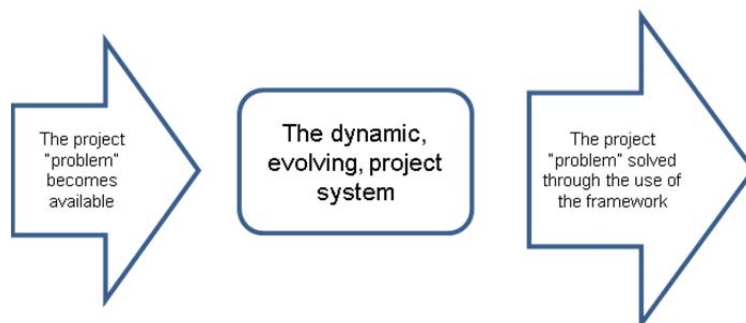 The project
"problem"
becomes
available
The dynamic,
evolving, project
system
The project
"problem" solved
through the use of
the framework